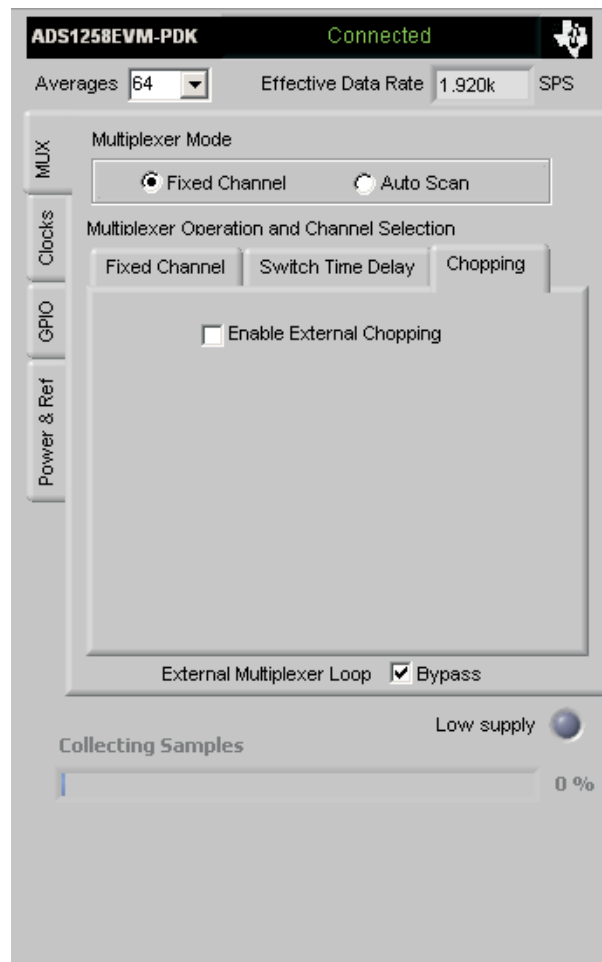 ADS1258EVM-PDK Connected
Averages 64 Effective Data Rate 1.920k SPS
MUX
Clocks
GPIO
Power & Ref
Multiplexer Mode
Fixed Channel Auto Scan
Multiplexer Operation and Channel Selection
Fixed Channel Switch Time Delay Chopping
Enable External Chopping
External Multiplexer Loop Bypass
Low supply
Collecting Samples
0 %